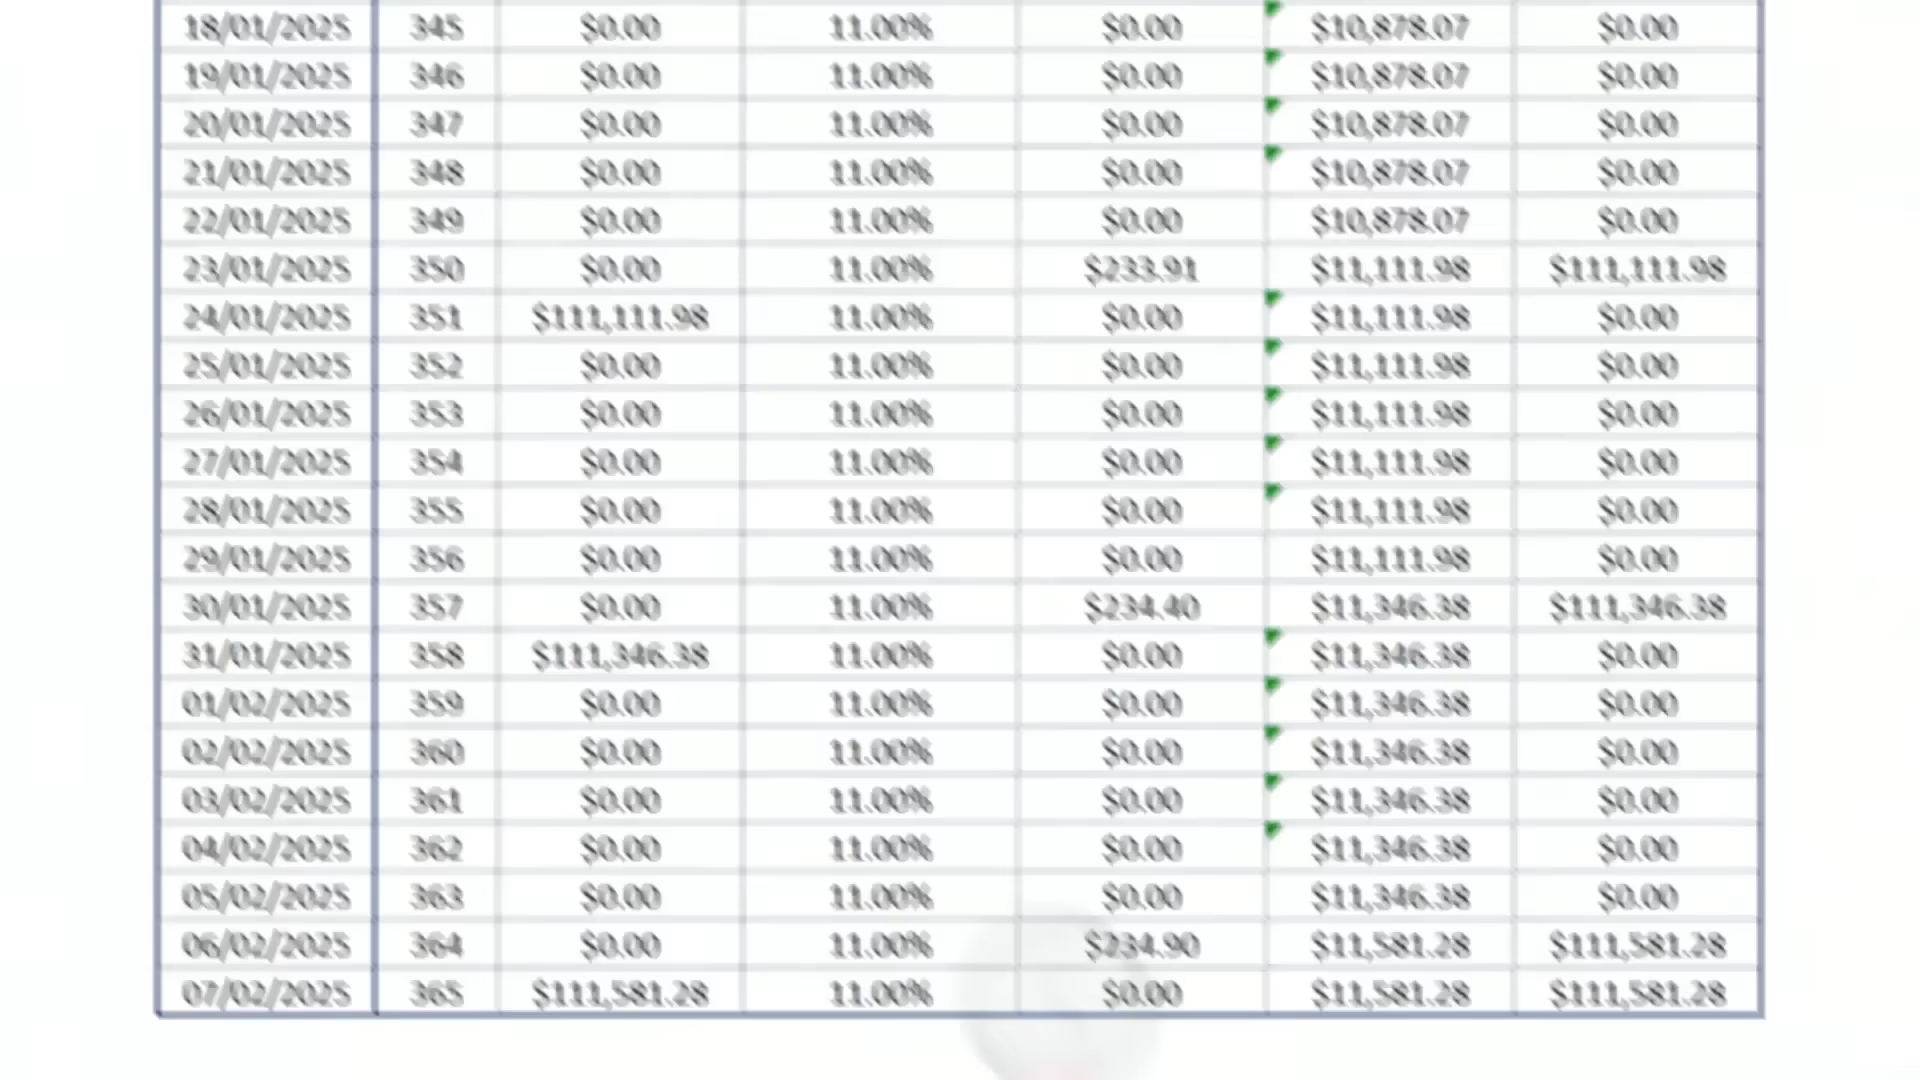 18/01/2025 345 $0.00 11.00% $0.00 $10,878.07 $0.00
19/01/2025 346 $0.00 11.00% $0.00 $10,878.07 $0.00
20/01/2025 347 $0.00 11.00% $0.00 $10,878.07 $0.00
21/01/2025 348 $0.00 11.00% $0.00 $10,878.07 $0.00
22/01/2025 349 $0.00 11.00% $0.00 $10,878.07 $0.00
23/01/2025 350 $0.00 11.00% $233.91 $11,111.98 $111,111.98
24/01/2025 351 $111,111.98 11.00% $0.00 $11,111.98 $0.00
25/01/2025 352 $0.00 11.00% $0.00 $11,111.98 $0.00
26/01/2025 353 $0.00 11.00% $0.00 $11,111.98 $0.00
27/01/2025 354 $0.00 11.00% $0.00 $11,111.98 $0.00
28/01/2025 355 $0.00 11.00% $0.00 $11,111.98 $0.00
29/01/2025 356 $0.00 11.00% $0.00 $11,111.98 $0.00
30/01/2025 357 $0.00 11.00% $234.40 $11,346.38 $111,346.38
31/01/2025 358 $111,346.38 11.00% $0.00 $11,346.38 $0.00
01/02/2025 359 $0.00 11.00% $0.00 $11,346.38 $0.00
02/02/2025 360 $0.00 11.00% $0.00 $11,346.38 $0.00
03/02/2025 361 $0.00 11.00% $0.00 $11,346.38 $0.00
04/02/2025 362 $0.00 11.00% $0.00 $11,346.38 $0.00
05/02/2025 363 $0.00 11.00% $0.00 $11,346.38 $0.00
06/02/2025 364 $0.00 11.00% $234.90 $11,581.28 $111,581.28
07/02/2025 365 $111,581.28 11.00% $0.00 $11,581.28 $111,581.28